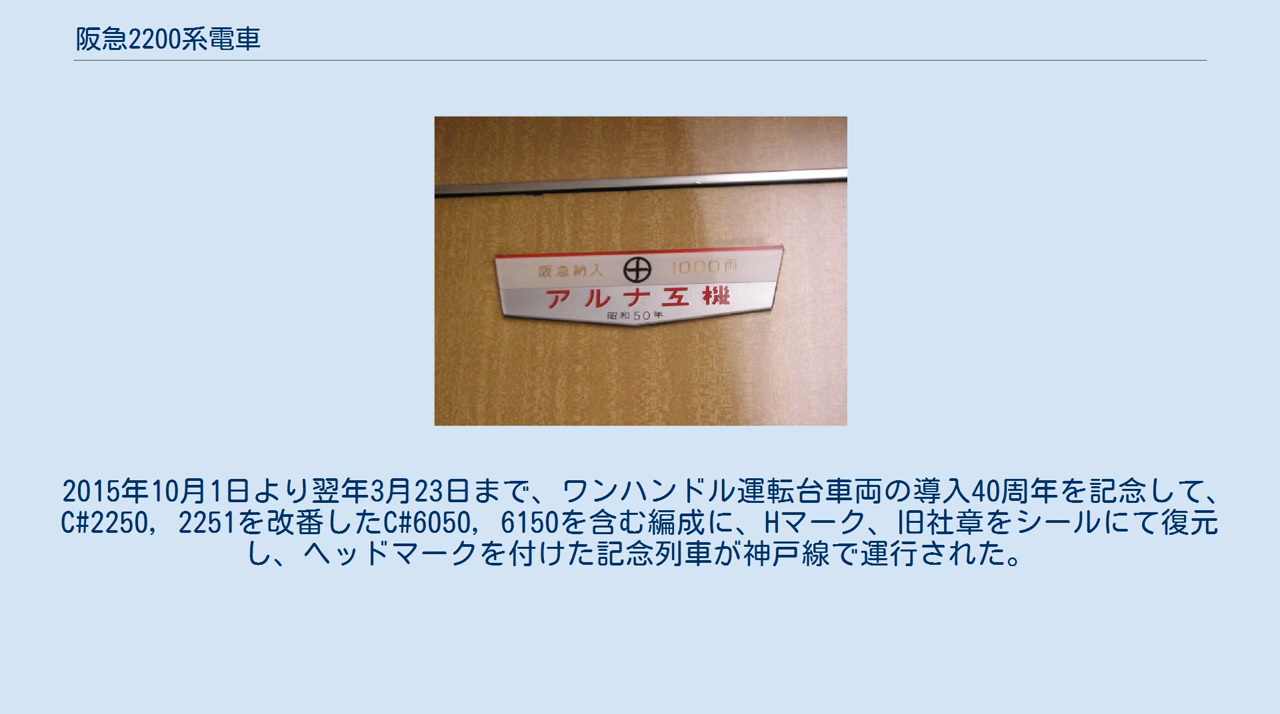 阪急2200系電車
阪急納入 1000両
アルナ工機
昭和50年
2015年10月1日より翌年3月23日まで、ワンハンドル運転台車両の導入40周年を記念して、
C#2250, 2251を改番したC#6050, 6150を含む編成に、Hマーク、旧社章をシールにて復元
し、ヘッドマークを付けた記念列車が神戸線で運行された。